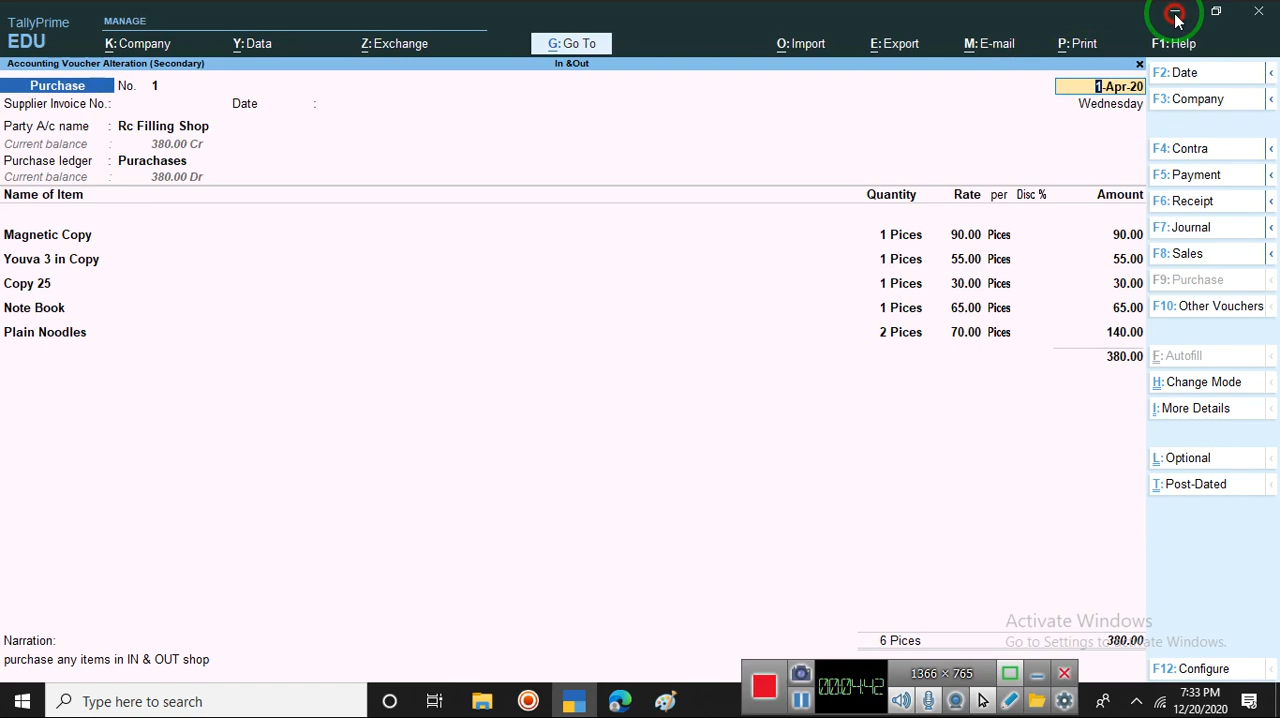 TallyPrime
EDU
MANAGE
K: Company Y: Data Z: Exchange G: Go To O: Import E: Export M: E-mail P: Print F1: Help
Accounting Voucher Alteration (Secondary) In &Out ×
Purchase No. 1 1-Apr-20
Supplier Invoice No.: Date : Wednesday
Party A/c name : Rc Filling Shop
Current balance : 380.00 Cr
Purchase ledger : Purachases
Current balance : 380.00 Dr
Name of Item Quantity Rate per Disc % Amount
Magnetic Copy 1 Pices 90.00 Pices 90.00
Youva 3 in Copy 1 Pices 55.00 Pices 55.00
Copy 25 1 Pices 30.00 Pices 30.00
Note Book 1 Pices 65.00 Pices 65.00
Plain Noodles 2 Pices 70.00 Pices 140.00
380.00
Narration: 6 Pices 380.00
purchase any items in IN & OUT shop
F2: Date
F3: Company
F4: Contra
F5: Payment
F6: Receipt
F7: Journal
F8: Sales
F9: Purchase
F10: Other Vouchers
F: Autofill
H: Change Mode
I: More Details
L: Optional
T: Post-Dated
F12: Configure
Activate Windows
Go to Settings to activate Windows.
00:04:42
1366 × 765
Type here to search
7:33 PM
12/20/2020